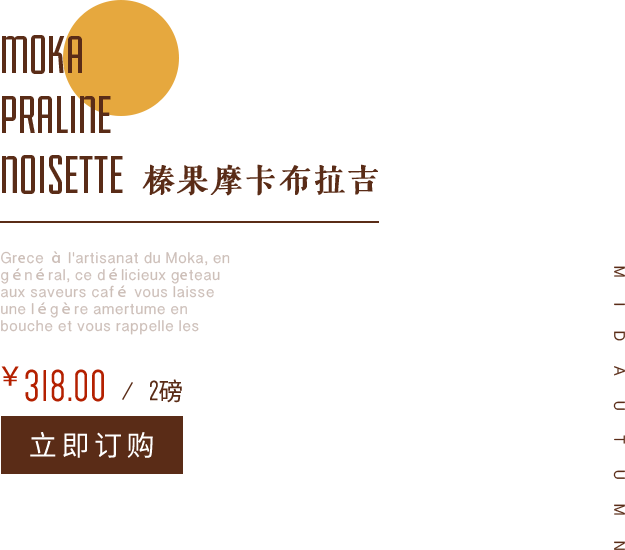 MOKA
PRALINE
NOISETTE 榛果摩卡布拉吉
Grece à l'artisanat du Moka, en
général, ce délicieux geteau
aux saveurs café vous laisse
une légère amertume en
bouche et vous rappelle les
¥318.00 / 2磅
立即订购
MIDAUTUMN